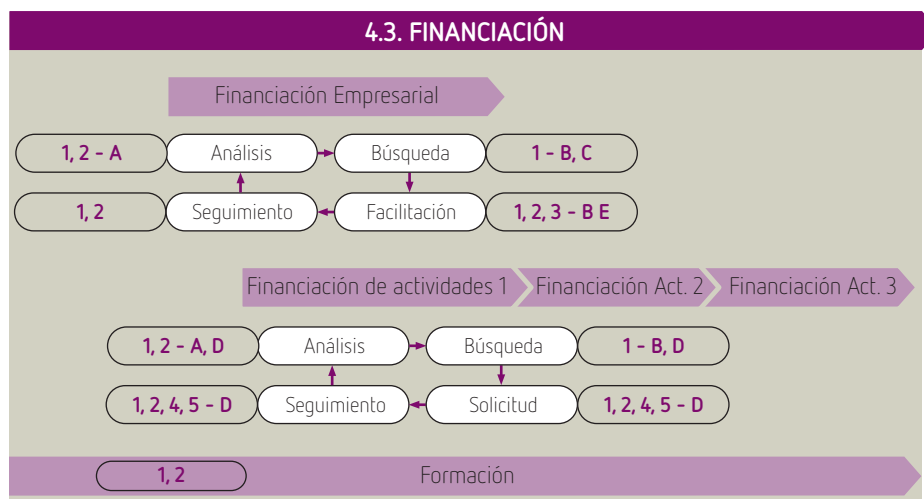 4.3. FINANCIACIÓN
Financiación Empresarial
1, 2 - A Análisis Búsqueda 1 - B, C
1, 2 Seguimiento Facilitación 1, 2, 3 - B E
Financiación de actividades 1 Financiación Act. 2 Financiación Act. 3
1, 2 - A, D Análisis Búsqueda 1 - B, D
1, 2, 4, 5 - D Seguimiento Solicitud 1, 2, 4, 5 - D
1, 2 Formación